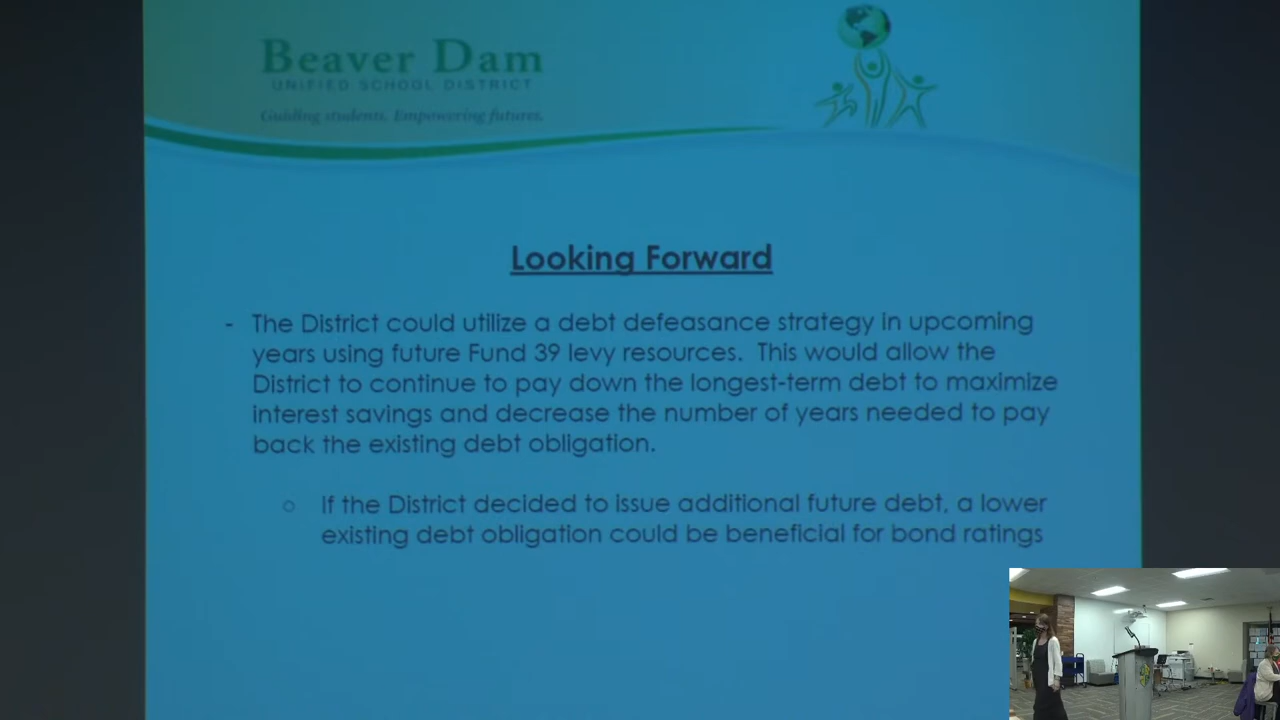 Beaver Dam
UNIFIED SCHOOL DISTRICT
Guiding students. Empowering futures.
Looking Forward
- The District could utilize a debt defeasance strategy in upcoming
years using future Fund 39 levy resources. This would allow the
District to continue to pay down the longest-term debt to maximize
interest savings and decrease the number of years needed to pay
back the existing debt obligation.
○ If the District decided to issue additional future debt, a lower
existing debt obligation could be beneficial for bond ratings